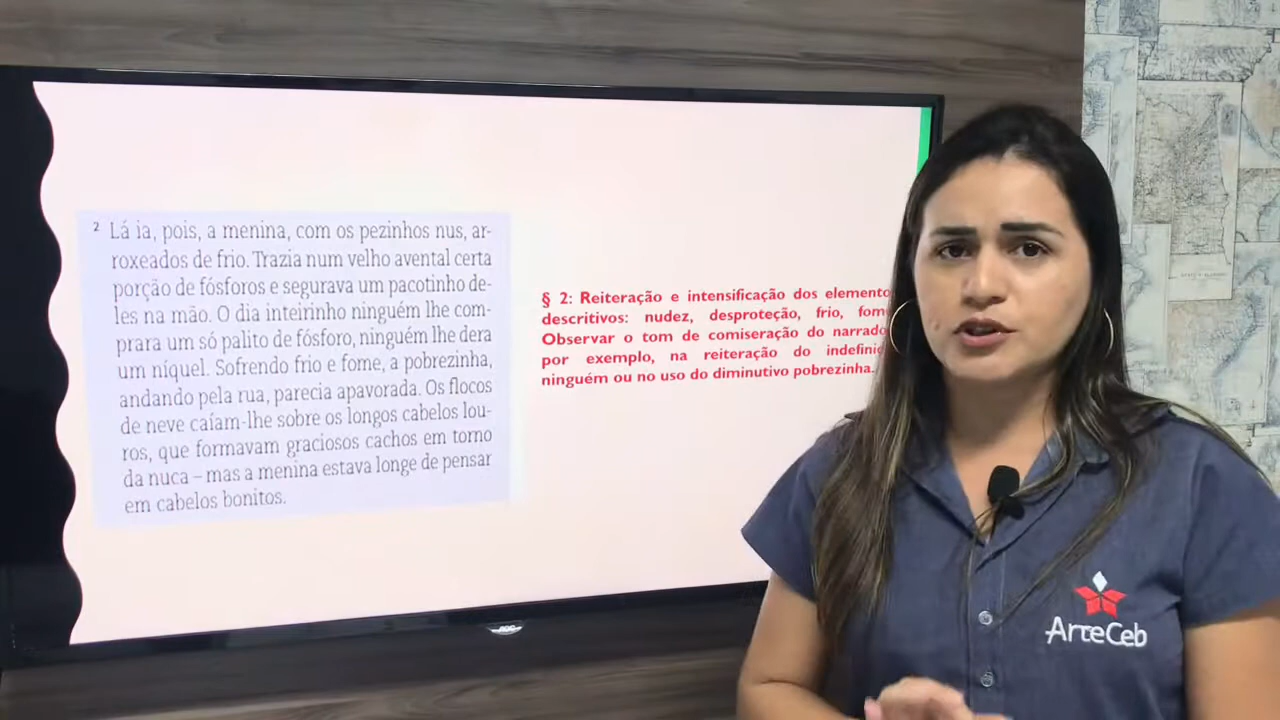 2 Lá ia, pois, a menina, com os pezinhos nus, ar-
roxeados de frio. Trazia num velho avental certa
porção de fósforos e segurava um pacotinho de-
les na mão. O dia inteirinho ninguém lhe com-
prara um só palito de fósforo, ninguém lhe dera
um níquel. Sofrendo frio e fome, a pobrezinha,
andando pela rua, parecia apavorada. Os flocos
de neve caíam-lhe sobre os longos cabelos lou-
ros, que formavam graciosos cachos em torno
da nuca – mas a menina estava longe de pensar
em cabelos bonitos.
§ 2: Reiteração e intensificação dos elemento
descritivos: nudez, desproteção, frio, fom
Observar o tom de comiseração do narrado
por exemplo, na reiteração do indefinid
ninguém ou no uso do diminutivo pobrezinha.
AOC
ArteCeb